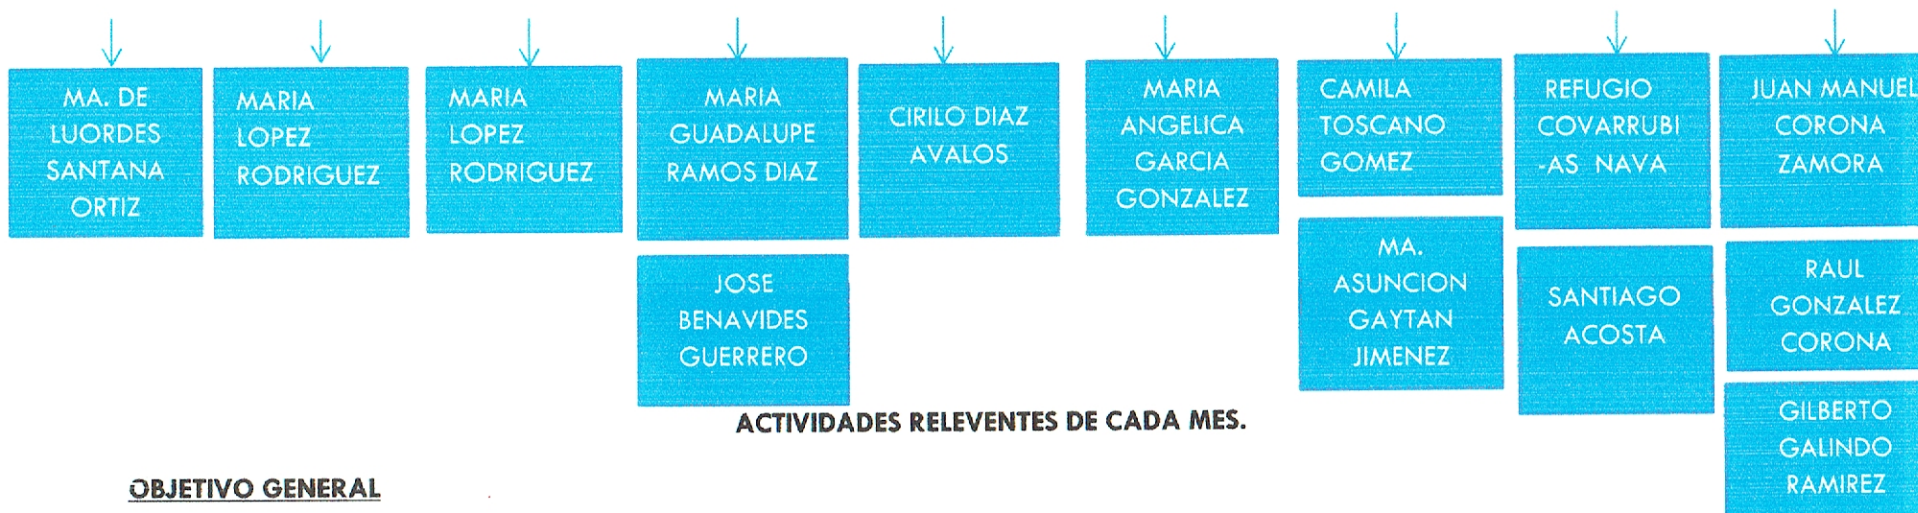 MA. DE
LUORDES
SANTANA
ORTIZ
MARIA
LOPEZ
RODRIGUEZ
MARIA
LOPEZ
RODRIGUEZ
MARIA
GUADALUPE
RAMOS DIAZ
JOSE
BENAVIDES
GUERRERO
CIRILO DIAZ
AVALOS
MARIA
ANGELICA
GARCIA
GONZALEZ
CAMILA
TOSCANO
GOMEZ
MA.
ASUNCION
GAYTAN
JIMENEZ
REFUGIO
COVARRUBI
-AS NAVA
SANTIAGO
ACOSTA
JUAN MANUEL
CORONA
ZAMORA
RAUL
GONZALEZ
CORONA
GILBERTO
GALINDO
RAMIREZ
ACTIVIDADES RELEVENTES DE CADA MES.
OBJETIVO GENERAL